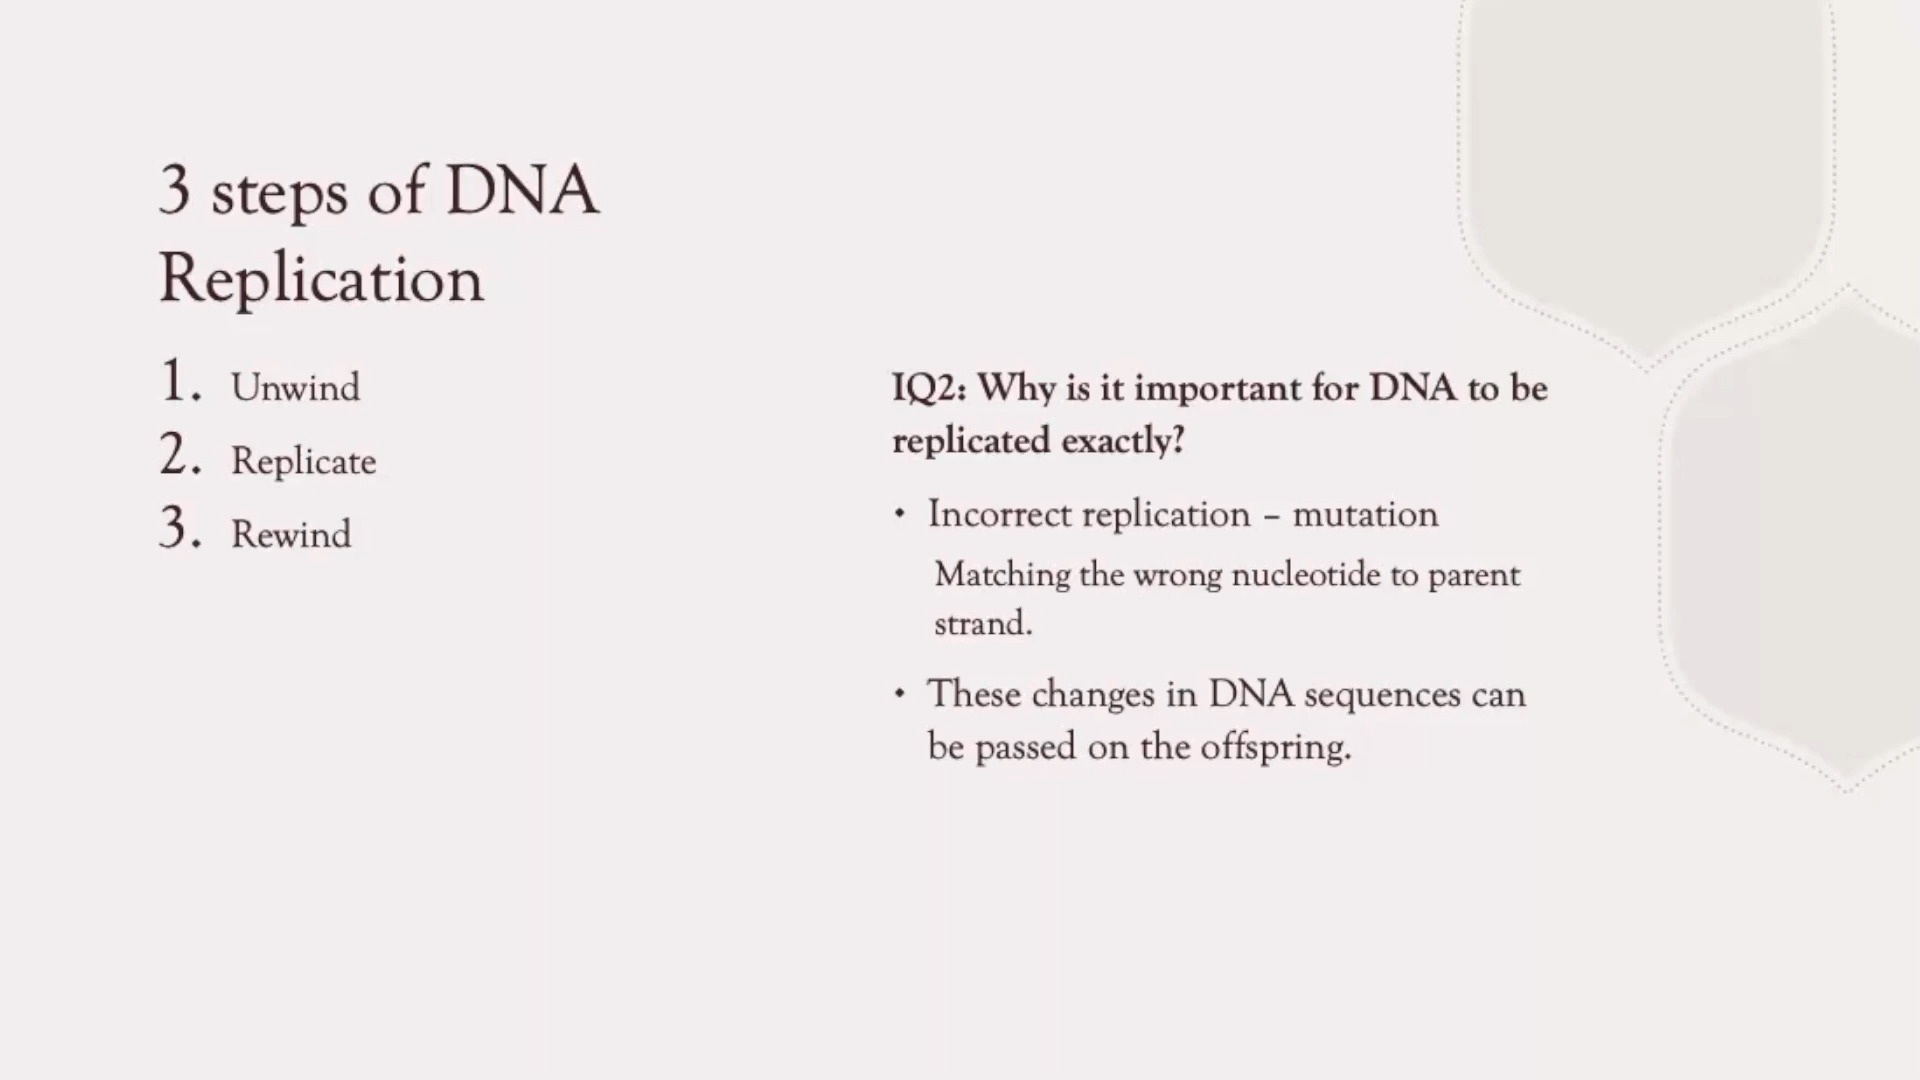 3 steps of DNA
Replication
1. Unwind
2. Replicate
3. Rewind
IQ2: Why is it important for DNA to be
replicated exactly?
• Incorrect replication – mutation
Matching the wrong nucleotide to parent
strand.
• These changes in DNA sequences can
be passed on the offspring.